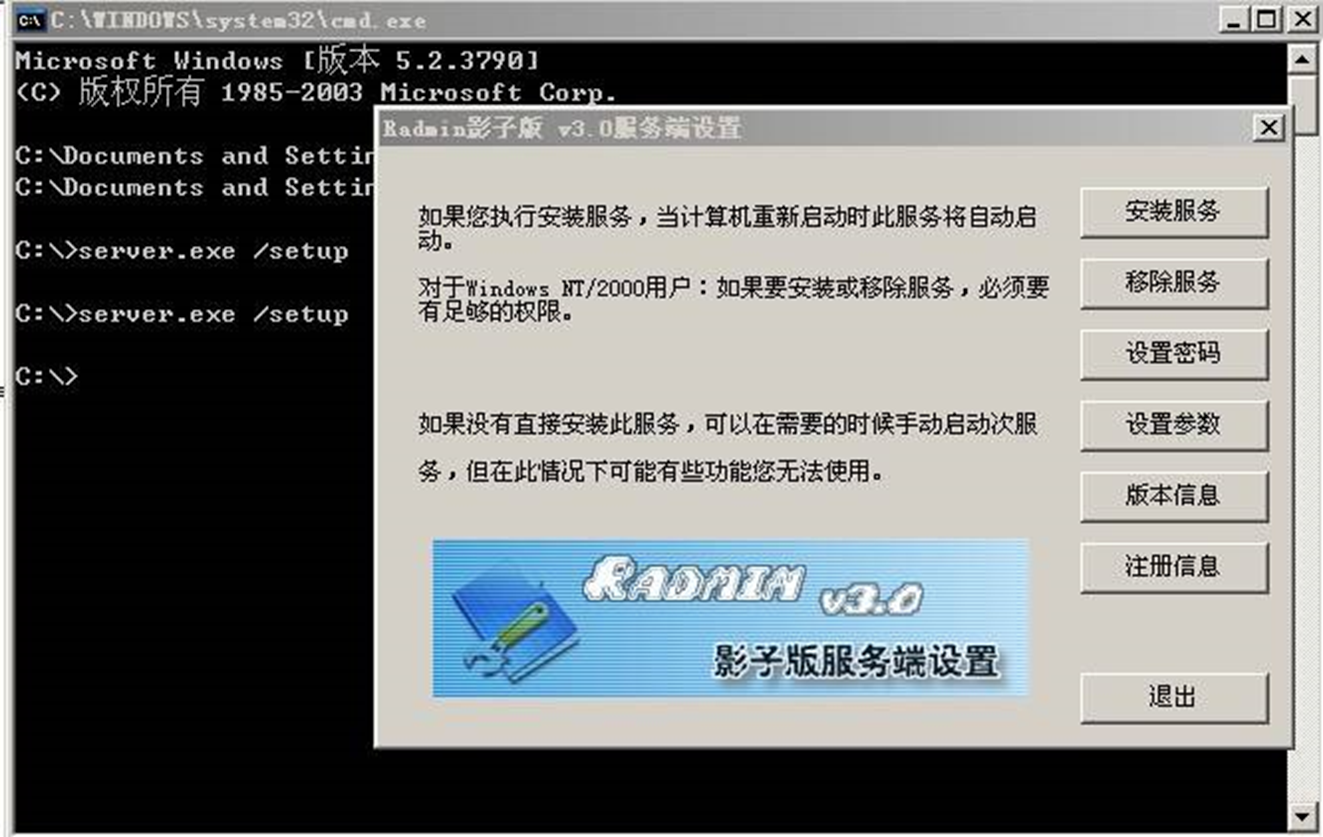 C:\WINDOWS\system32\cmd.exe
Microsoft Windows [版本 5.2.3790]
(C) 版权所有 1985-2003 Microsoft Corp.
C:\Documents and Settin
C:\Documents and Settin
C:\>server.exe /setup
C:\>server.exe /setup
C:\>
Radmin影子版 v3.0服务端设置
如果您执行安装服务，当计算机重新启动时此服务将自动启
动。
对于Windows NT/2000用户：如果要安装或移除服务，必须要
有足够的权限。
如果没有直接安装此服务，可以在需要的时候手动启动次服
务，但在此情况下可能有些功能您无法使用。
RADMIN v3.0
影子版服务端设置
安装服务
移除服务
设置密码
设置参数
版本信息
注册信息
退出